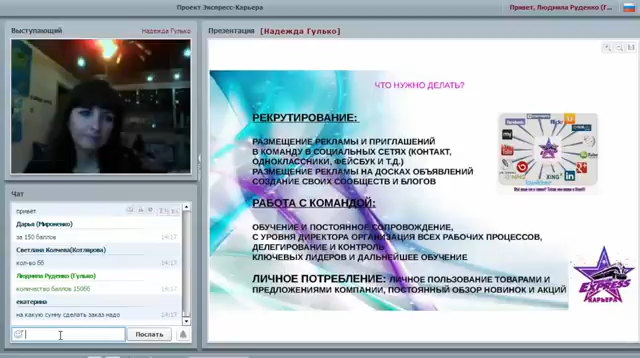 Проект Экспресс-Карьера
Привет, Людмила Руденко (Г...
Выступающий
Надежда Гулько
Презентация
[Надежда Гулько]
ЧТО НУЖНО ДЕЛАТЬ?
РЕКРУТИРОВАНИЕ:
РАЗМЕЩЕНИЕ РЕКЛАМЫ И ПРИГЛАШЕНИЙ
В КОМАНДУ В СОЦИАЛЬНЫХ СЕТЯХ (КОНТАКТ,
ОДНОКЛАССНИКИ, ФЕЙСБУК И Т.Д.)
РАЗМЕЩЕНИЕ РЕКЛАМЫ НА ДОСКАХ ОБЪЯВЛЕНИЙ
СОЗДАНИЕ СВОИХ СООБЩЕСТВ И БЛОГОВ
РАБОТА С КОМАНДОЙ:
ОБУЧЕНИЕ И ПОСТОЯННОЕ СОПРОВОЖДЕНИЕ,
С УРОВНЯ ДИРЕКТОРА ОРГАНИЗАЦИЯ ВСЕХ РАБОЧИХ ПРОЦЕССОВ,
ДЕЛЕГИРОВАНИЕ И КОНТРОЛЬ
КЛЮЧЕВЫХ ЛИДЕРОВ И ДАЛЬНЕЙШЕЕ ОБУЧЕНИЕ
ЛИЧНОЕ ПОТРЕБЛЕНИЕ: ЛИЧНОЕ ПОЛЬЗОВАНИЕ ТОВАРАМИ И
ПРЕДЛОЖЕНИЯМИ КОМПАНИИ, ПОСТОЯННЫЙ ОБЗОР НОВИНОК И АКЦИЙ
facebook
flickr
XING
EXPRESS
КАРЬЕРА
Чат
привет
Дарья (Мироненко)
за 150 баллов 14:17
Светлана Колчева(Котлярова)
кол-во бб 14:17
Людмила Руденко (Гулько)
количество баллов 150бб 14:17
екатерина
на какую сумму сделать заказ надо 14:17
Послать